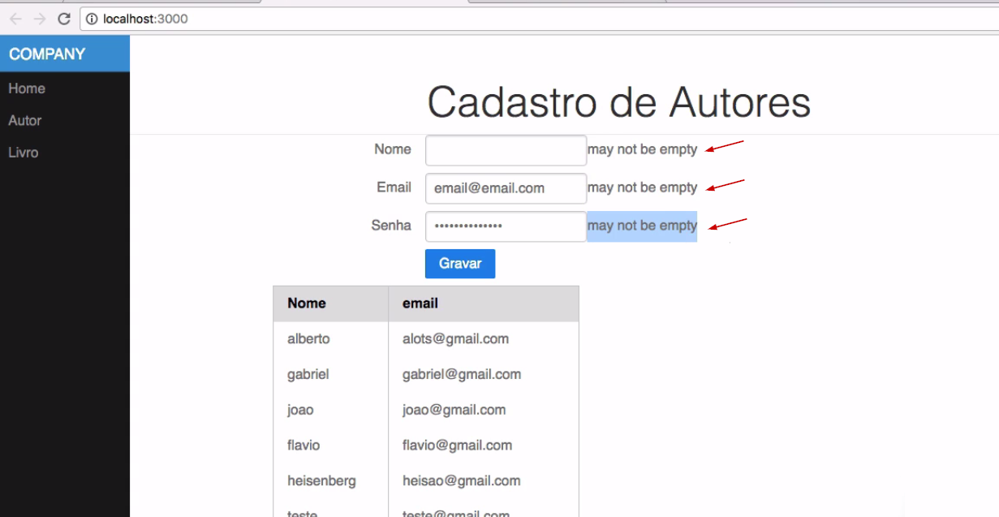 localhost:3000
COMPANY
Home
Autor
Livro
Cadastro de Autores
Nome may not be empty
Email email@email.com may not be empty
Senha •••••••••••••• may not be empty
Gravar
Nome email
alberto alots@gmail.com
gabriel gabriel@gmail.com
joao joao@gmail.com
flavio flavio@gmail.com
heisenberg heisao@gmail.com
teste teste@gmail.com